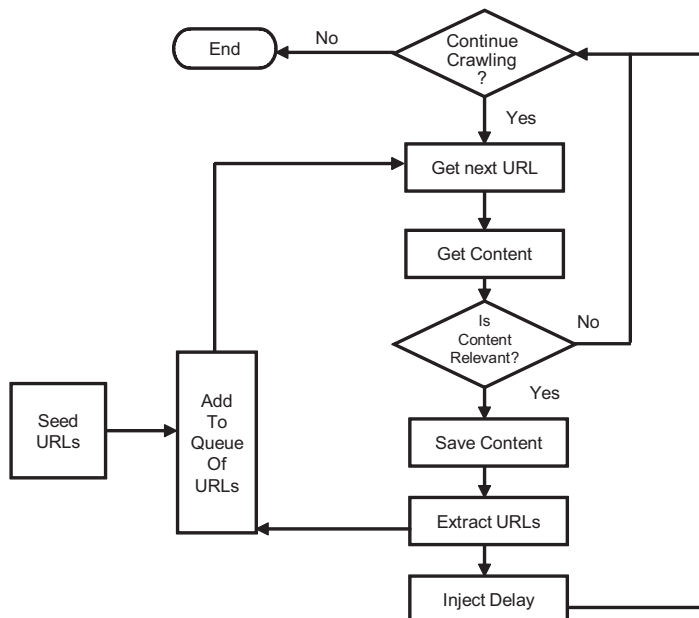 End
No
Continue
Crawling
?
Yes
Get next URL
Get Content
Is
Content
Relevant?
No
Yes
Seed
URLs
Add
To
Queue
Of
URLs
Save Content
Extract URLs
Inject Delay